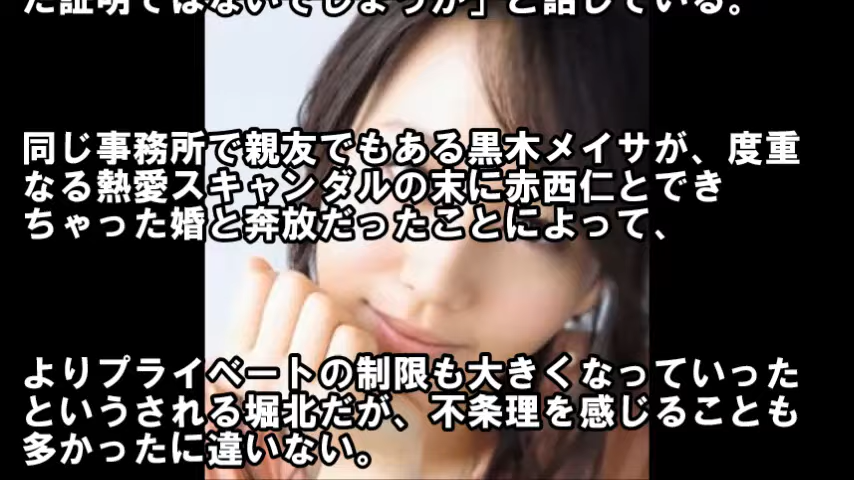 た証明ではないでしょうか」と話している。
同じ事務所で親友でもある黒木メイサが、度重
なる熱愛スキャンダルの末に赤西仁とでき
ちゃった婚と奔放だったことによって、
よりプライベートの制限も大きくなっていった
というされる堀北だが、不条理を感じることも
多かったに違いない。